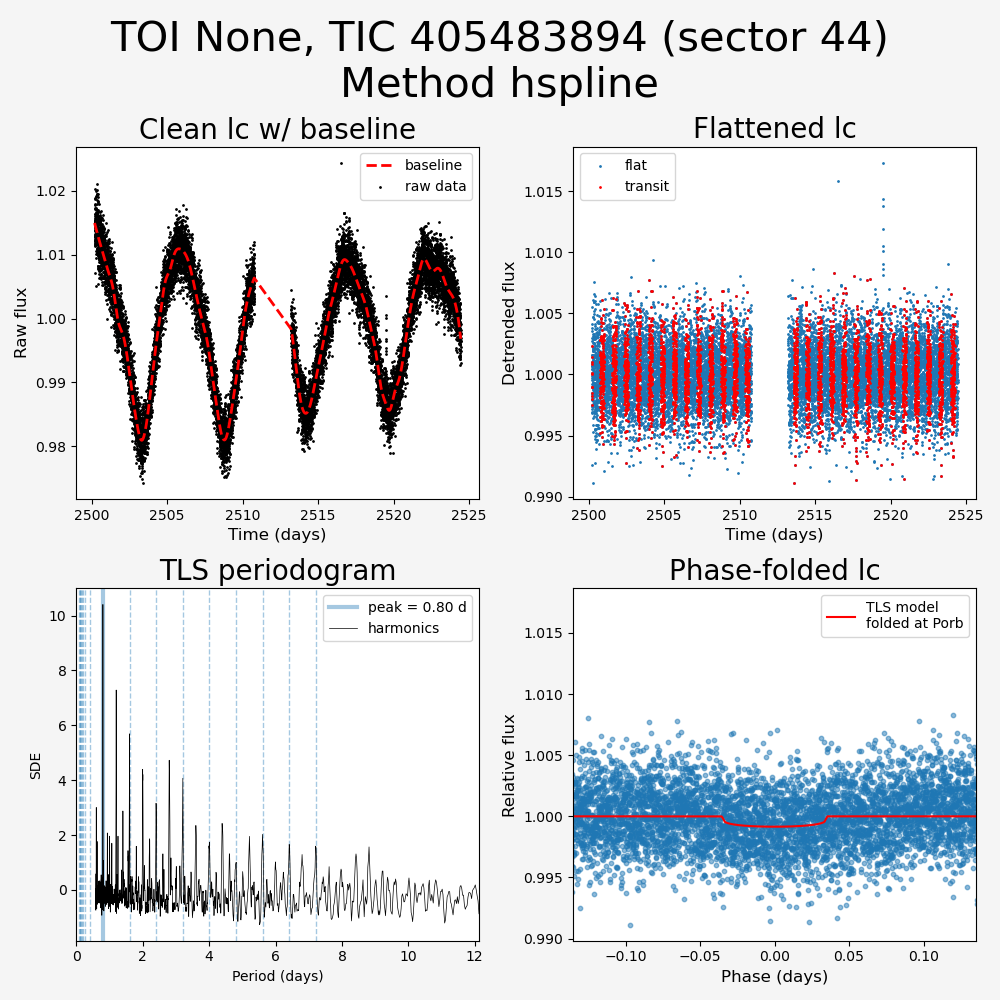 TOI None, TIC 405483894 (sector 44)
Method hspline
Clean lc w/ baseline
baseline
raw data
1.02
1.01
1.00
0.99
0.98
Raw flux
2500
2505
2510
2515
2520
2525
Time (days)
Flattened lc
flat
transit
1.015
1.010
1.005
1.000
0.995
0.990
Detrended flux
2500
2505
2510
2515
2520
2525
Time (days)
TLS periodogram
peak = 0.80 d
harmonics
10
8
6
4
2
0
SDE
0
2
4
6
8
10
12
Period (days)
Phase-folded lc
TLS model
folded at Porb
1.015
1.010
1.005
1.000
0.995
0.990
Relative flux
−0.10
−0.05
0.00
0.05
0.10
Phase (days)